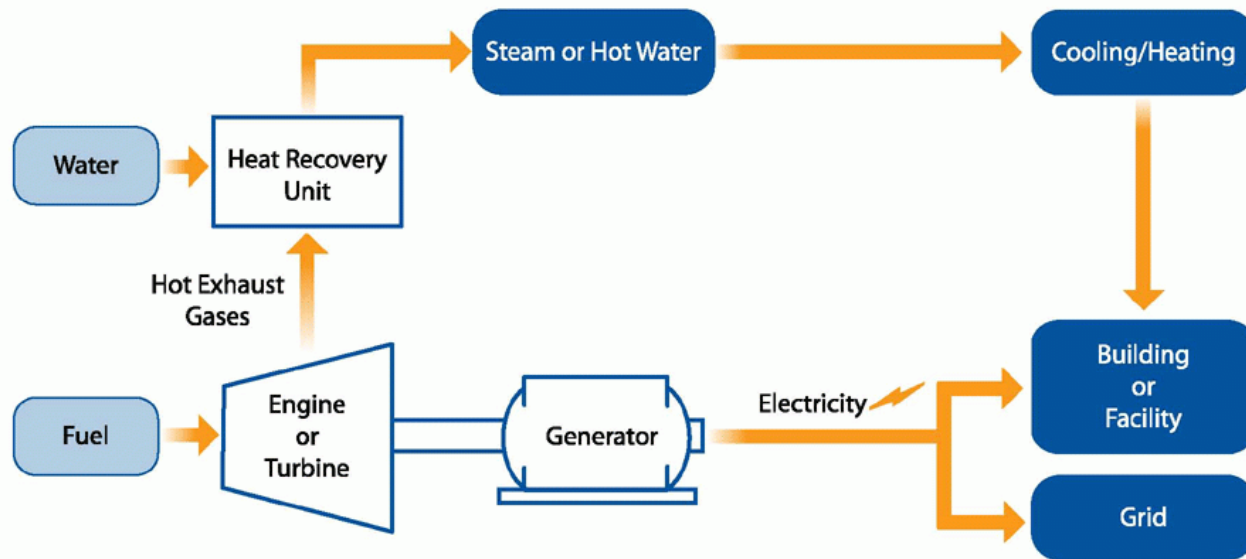 Steam or Hot Water
Cooling/Heating
Water
Heat Recovery
Unit
Hot Exhaust
Gases
Building
or
Facility
Fuel
Engine
or
Turbine
Generator
Electricity
Grid